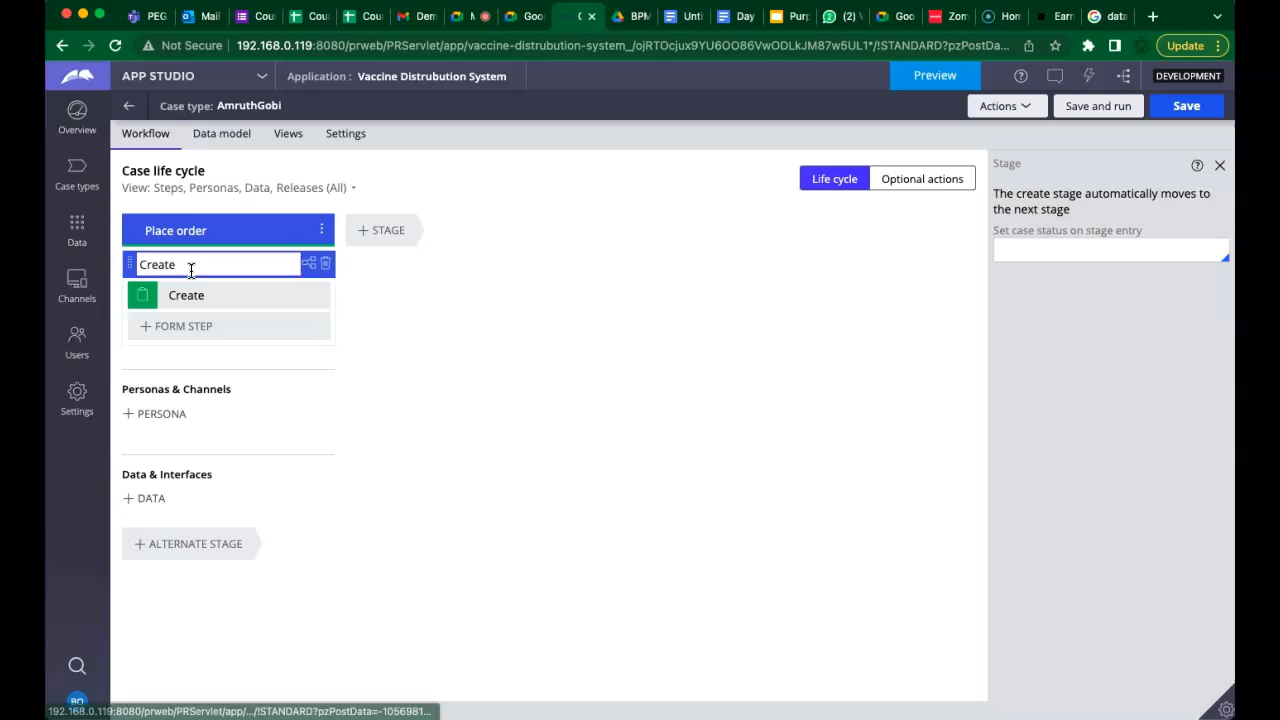 PEG Mail Cou Cou Cou Den Goo C BPM Unti Day Purp (2) Goo Zom Hon Earn data
Not Secure 192.168.0.119:8080/prweb/PRServlet/app/vaccine-distrubution-system_/ojRTOcjux9YU6OO86VwODLkJM87w5UL1*/!STANDARD?pzPostDa... Update
APP STUDIO Application : Vaccine Distrubution System Preview DEVELOPMENT
Case type: AmruthGobi Actions Save and run Save
Overview
Case types
Data
Channels
Users
Settings
Workflow Data model Views Settings
Case life cycle
View: Steps, Personas, Data, Releases (All)
Life cycle Optional actions
Place order
+ STAGE
Create
Create
+ FORM STEP
Personas & Channels
+ PERSONA
Data & Interfaces
+ DATA
+ ALTERNATE STAGE
Stage
The create stage automatically moves to
the next stage
Set case status on stage entry
192.168.0.119:8080/prweb/PRServlet/app/.../!STANDARD?pzPostData=-1056981...